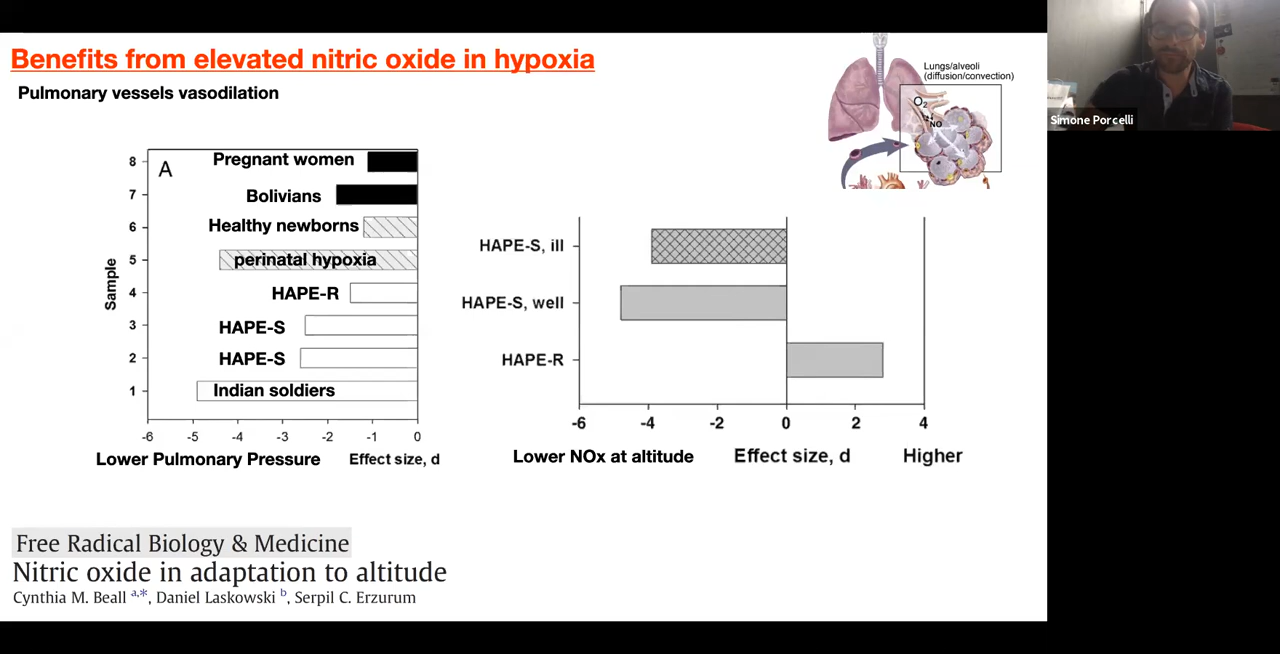 Benefits from elevated nitric oxide in hypoxia
Pulmonary vessels vasodilation
Lungs/alveoli
(diffusion/convection)
O2
NO
Simone Porcelli
A
Sample
8
Pregnant women
7
Bolivians
6
Healthy newborns
5
perinatal hypoxia
4
HAPE-R
3
HAPE-S
2
HAPE-S
1
Indian soldiers
-6 -5 -4 -3 -2 -1 0
Lower Pulmonary Pressure Effect size, d
HAPE-S, ill
HAPE-S, well
HAPE-R
-6 -4 -2 0 2 4
Lower NOx at altitude Effect size, d Higher
Free Radical Biology & Medicine
Nitric oxide in adaptation to altitude
Cynthia M. Beall a,*, Daniel Laskowski b, Serpil C. Erzurum